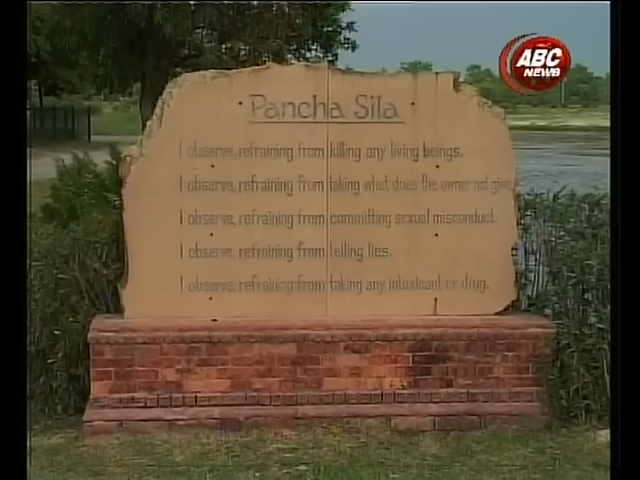 ABC
NEWS
Pancha Sila
I observe, refraining from killing any living beings.
I observe, refraining from taking what does the owner not give.
I observe, refraining from committing sexual misconduct.
I observe, refraining from telling lies.
I observe, refraining from taking any intoxicant or drug.